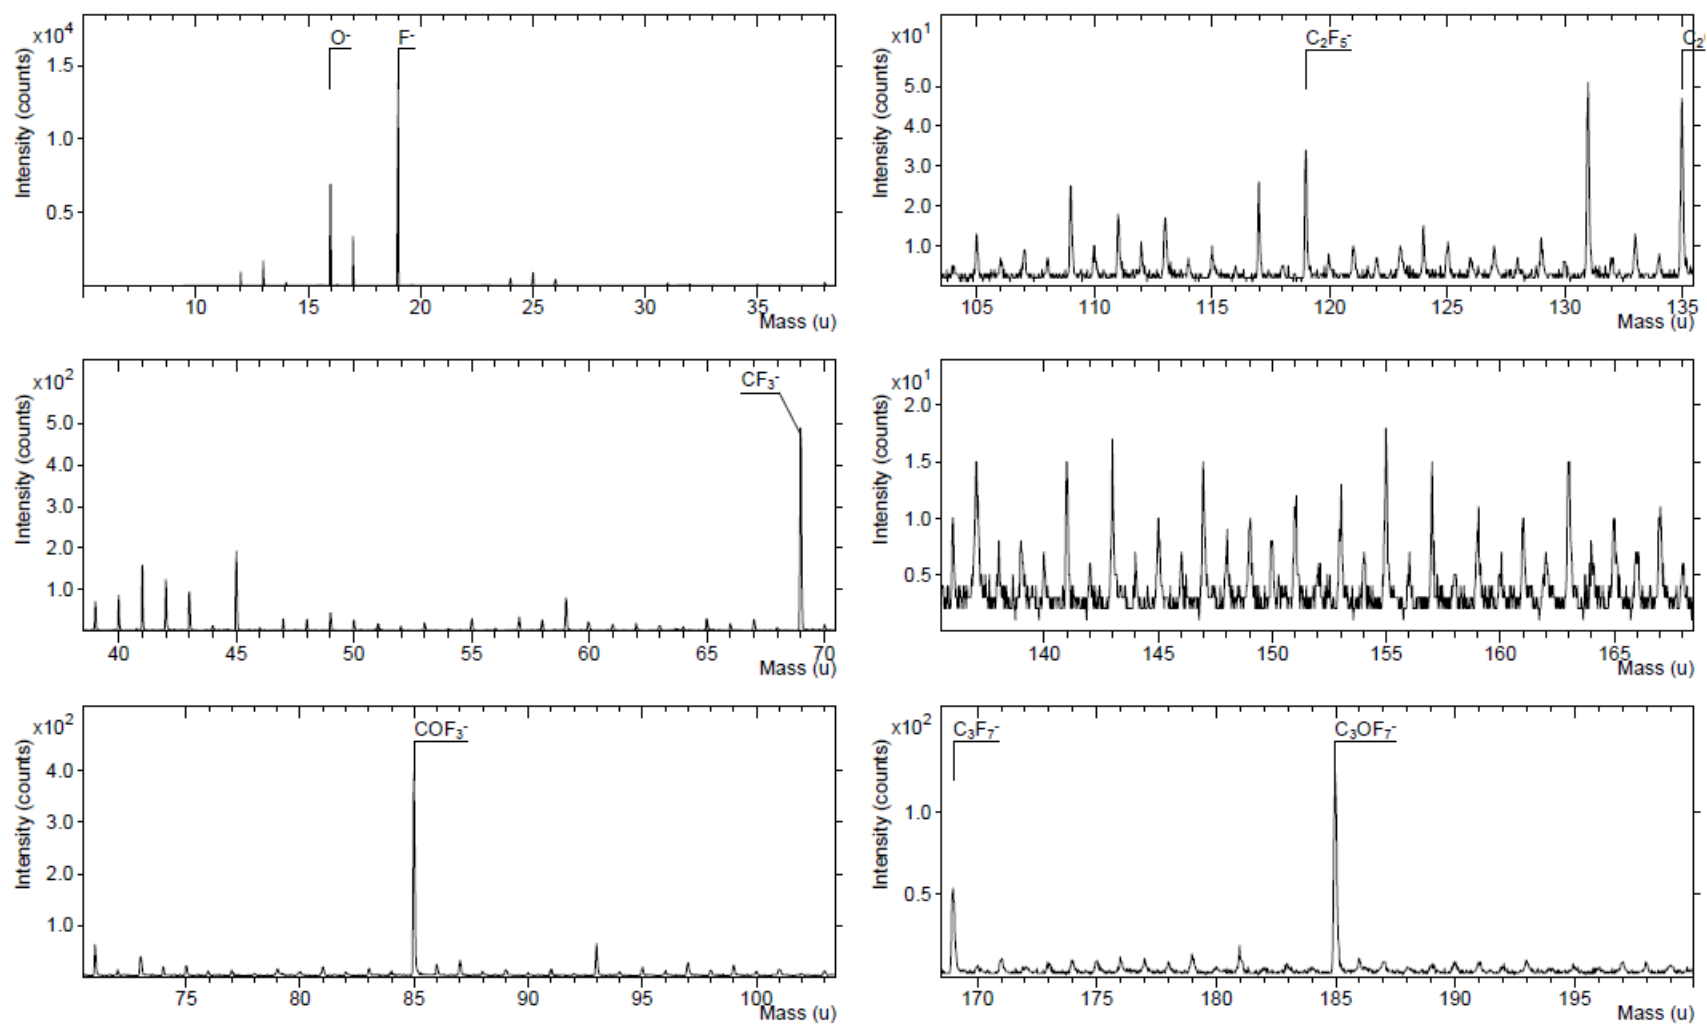 x10⁴
O⁻
F⁻
1.5
1.0
0.5
Intensity (counts)
10
15
20
25
30
35
Mass (u)
x10²
CF₃⁻
5.0
4.0
3.0
2.0
1.0
Intensity (counts)
40
45
50
55
60
65
70
Mass (u)
x10²
COF₃⁻
4.0
3.0
2.0
1.0
Intensity (counts)
75
80
85
90
95
100
Mass (u)
x10¹
C₂F₅⁻
5.0
4.0
3.0
2.0
1.0
Intensity (counts)
105
110
115
120
125
130
135
Mass (u)
x10¹
2.0
1.5
1.0
0.5
Intensity (counts)
140
145
150
155
160
165
Mass (u)
x10²
C₃F₇⁻
C₃OF₇⁻
1.0
0.5
Intensity (counts)
170
175
180
185
190
195
Mass (u)